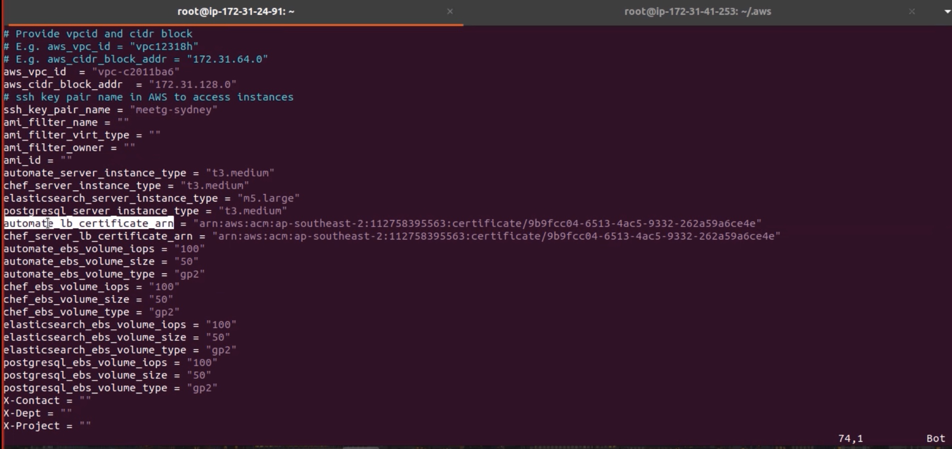 root@ip-172-31-24-91: ~ × root@ip-172-31-41-253: ~/.aws ×
# Provide vpcid and cidr block
# E.g. aws_vpc_id = "vpc12318h"
# E.g. aws_cidr_block_addr = "172.31.64.0"
aws_vpc_id  = "vpc-c2011ba6"
aws_cidr_block_addr  = "172.31.128.0"
# ssh key pair name in AWS to access instances
ssh_key_pair_name = "meetg-sydney"
ami_filter_name = ""
ami_filter_virt_type = ""
ami_filter_owner = ""
ami_id = ""
automate_server_instance_type = "t3.medium"
chef_server_instance_type = "t3.medium"
elasticsearch_server_instance_type = "m5.large"
postgresql_server_instance_type = "t3.medium"
automate_lb_certificate_arn = "arn:aws:acm:ap-southeast-2:112758395563:certificate/9b9fcc04-6513-4ac5-9332-262a59a6ce4e"
chef_server_lb_certificate_arn = "arn:aws:acm:ap-southeast-2:112758395563:certificate/9b9fcc04-6513-4ac5-9332-262a59a6ce4e"
automate_ebs_volume_iops = "100"
automate_ebs_volume_size = "50"
automate_ebs_volume_type = "gp2"
chef_ebs_volume_iops = "100"
chef_ebs_volume_size = "50"
chef_ebs_volume_type = "gp2"
elasticsearch_ebs_volume_iops = "100"
elasticsearch_ebs_volume_size = "50"
elasticsearch_ebs_volume_type = "gp2"
postgresql_ebs_volume_iops = "100"
postgresql_ebs_volume_size = "50"
postgresql_ebs_volume_type = "gp2"
X-Contact = ""
X-Dept = ""
X-Project = ""
74,1 Bot